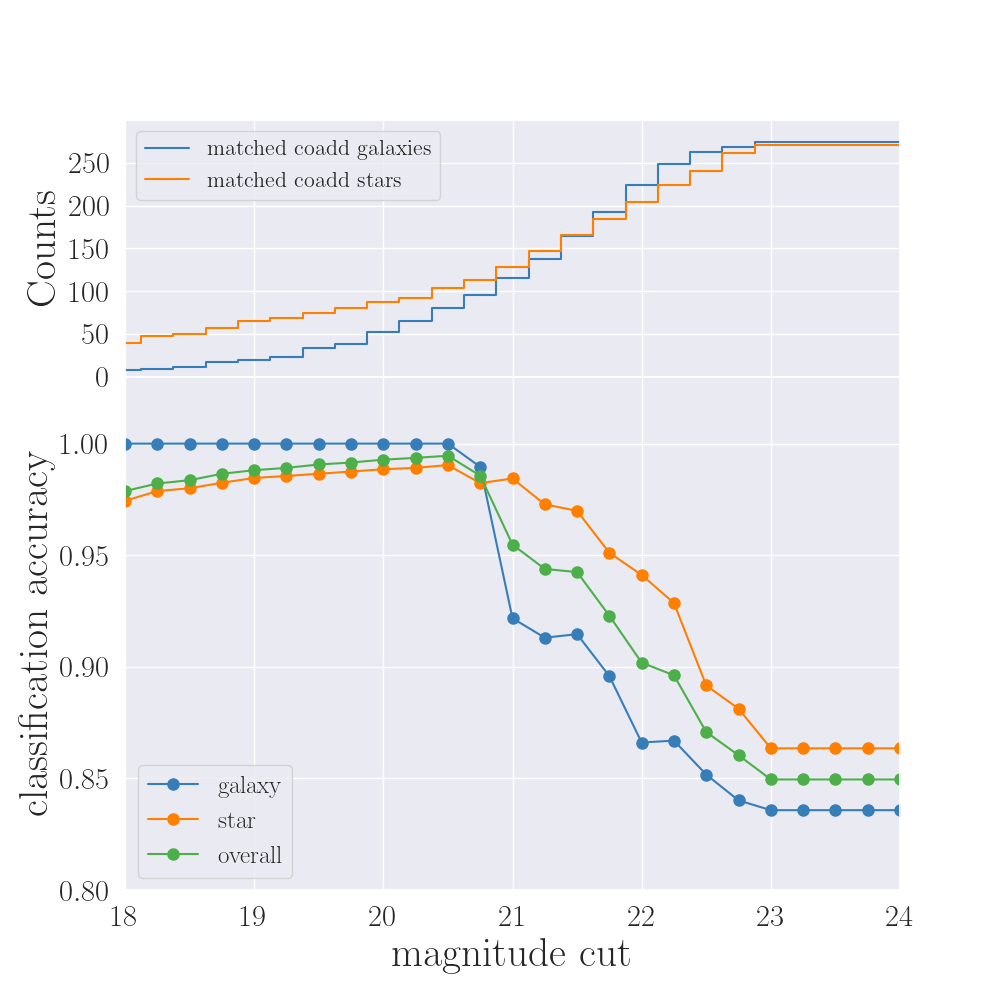 matched coadd galaxies
matched coadd stars
Counts
250
200
150
100
50
0
classification accuracy
1.00
0.95
0.90
0.85
0.80
galaxy
star
overall
18 19 20 21 22 23 24
magnitude cut